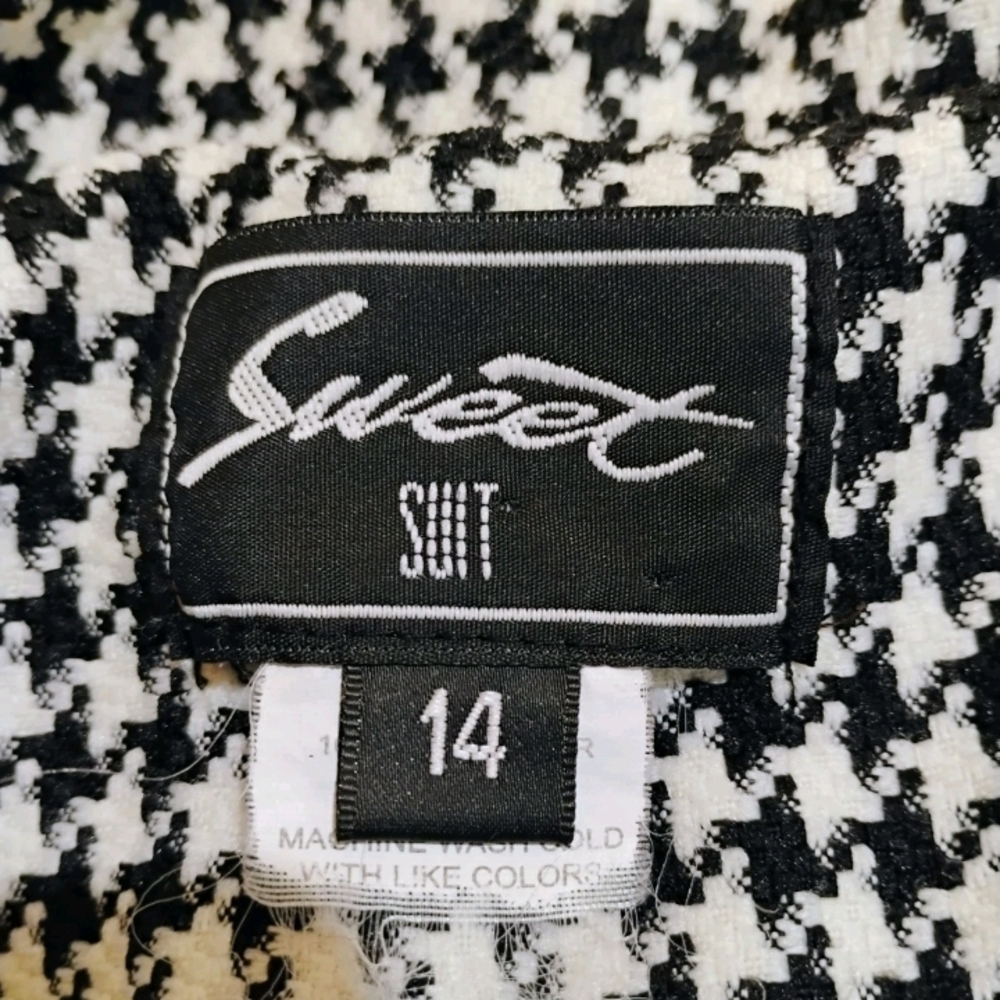 Sweet
SUIT
14
MACHINE WASH COLD
WITH LIKE COLORS